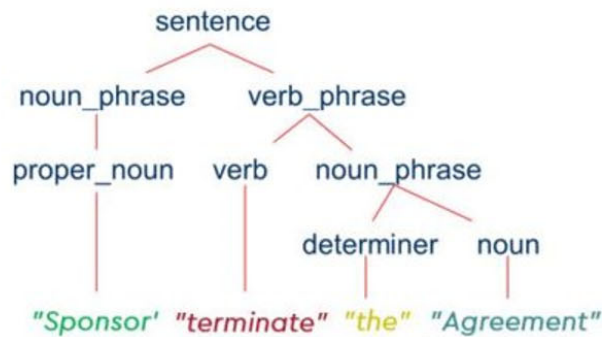 sentence
noun_phrase verb_phrase
proper_noun verb noun_phrase
determiner noun
"Sponsor' "terminate" "the" "Agreement"